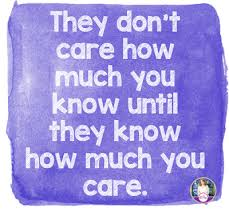 They don't
care how
much you
know until
they know
how much you
care.